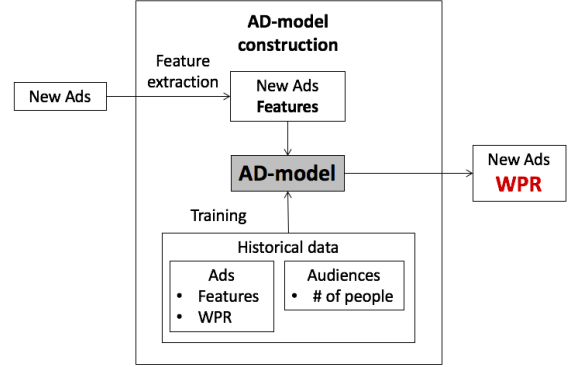 AD-model
construction
Feature
extraction
New Ads
New Ads
Features
AD-model
New Ads
WPR
Training
Historical data
Ads
• Features
• WPR
Audiences
• # of people